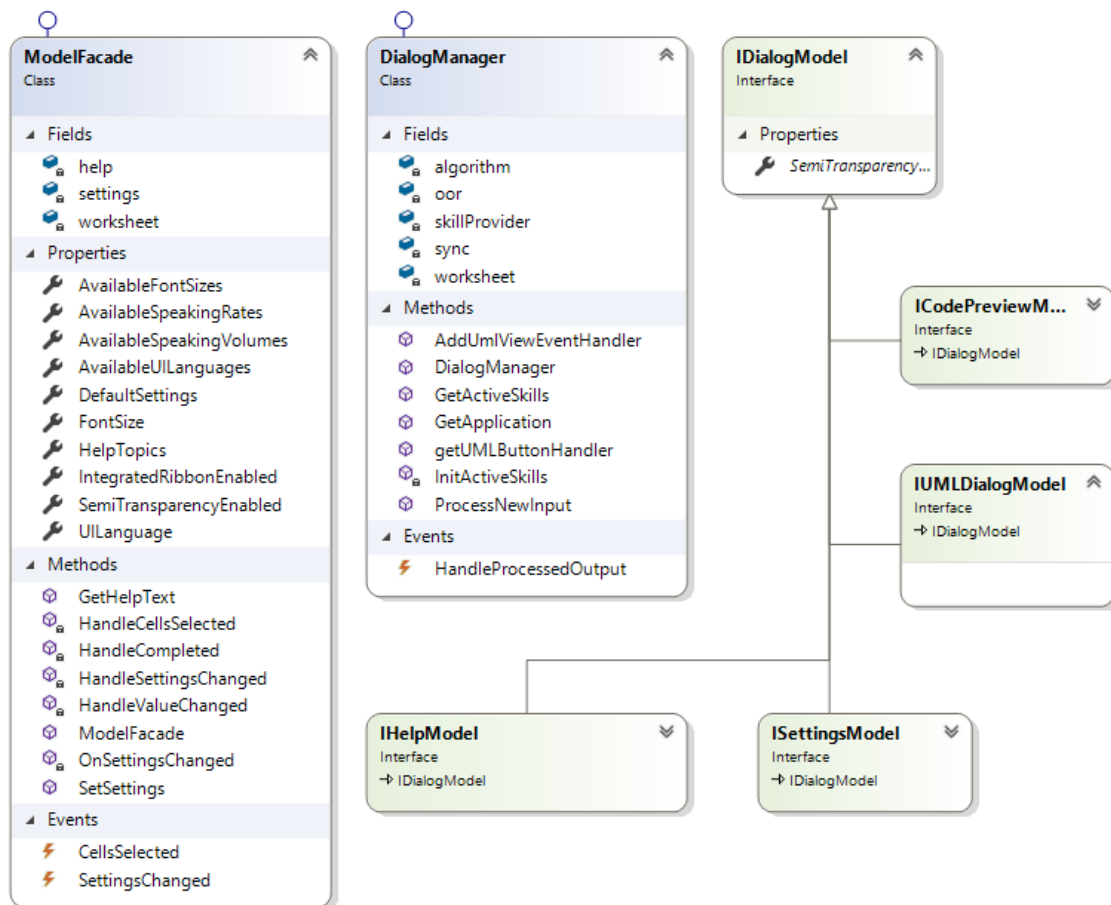 ModelFacade
Class
Fields
help
settings
worksheet
Properties
AvailableFontSizes
AvailableSpeakingRates
AvailableSpeakingVolumes
AvailableUILanguages
DefaultSettings
FontSize
HelpTopics
IntegratedRibbonEnabled
SemiTransparencyEnabled
UILanguage
Methods
GetHelpText
HandleCellsSelected
HandleCompleted
HandleSettingsChanged
HandleValueChanged
ModelFacade
OnSettingsChanged
SetSettings
Events
CellsSelected
SettingsChanged
DialogManager
Class
Fields
algorithm
oor
skillProvider
sync
worksheet
Methods
AddUmlViewEventHandler
DialogManager
GetActiveSkills
GetApplication
getUMLButtonHandler
InitActiveSkills
ProcessNewInput
Events
HandleProcessedOutput
IDialogModel
Interface
Properties
SemiTransparency...
ICodePreviewM...
Interface
IDialogModel
IUMLDialogModel
Interface
IDialogModel
IHelpModel
Interface
IDialogModel
ISettingsModel
Interface
IDialogModel